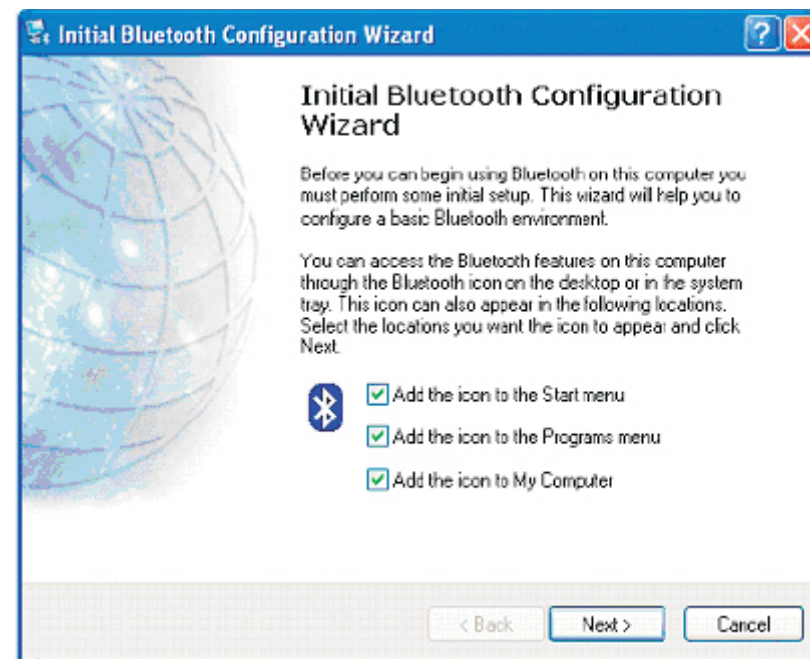 Initial Bluetooth Configuration Wizard
Initial Bluetooth Configuration
Wizard
Before you can begin using Bluetooth on this computer you
must perform some initial setup. This wizard will help you to
configure a basic Bluetooth environment.
You can access the Bluetooth features on this computer
through the Bluetooth icon on the desktop or in the system
tray. This icon can also appear in the following locations.
Select the locations you want the icon to appear and click
Next.
Add the icon to the Start menu
Add the icon to the Programs menu
Add the icon to My Computer
< Back Next > Cancel